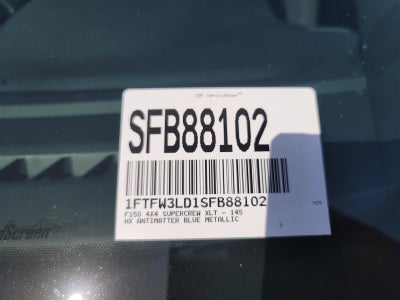 SFB88102
1FTFW3LD1SFB88102
F150 4X4 SUPERCREW XLT - 145
HX ANTIMATTER BLUE METALLIC